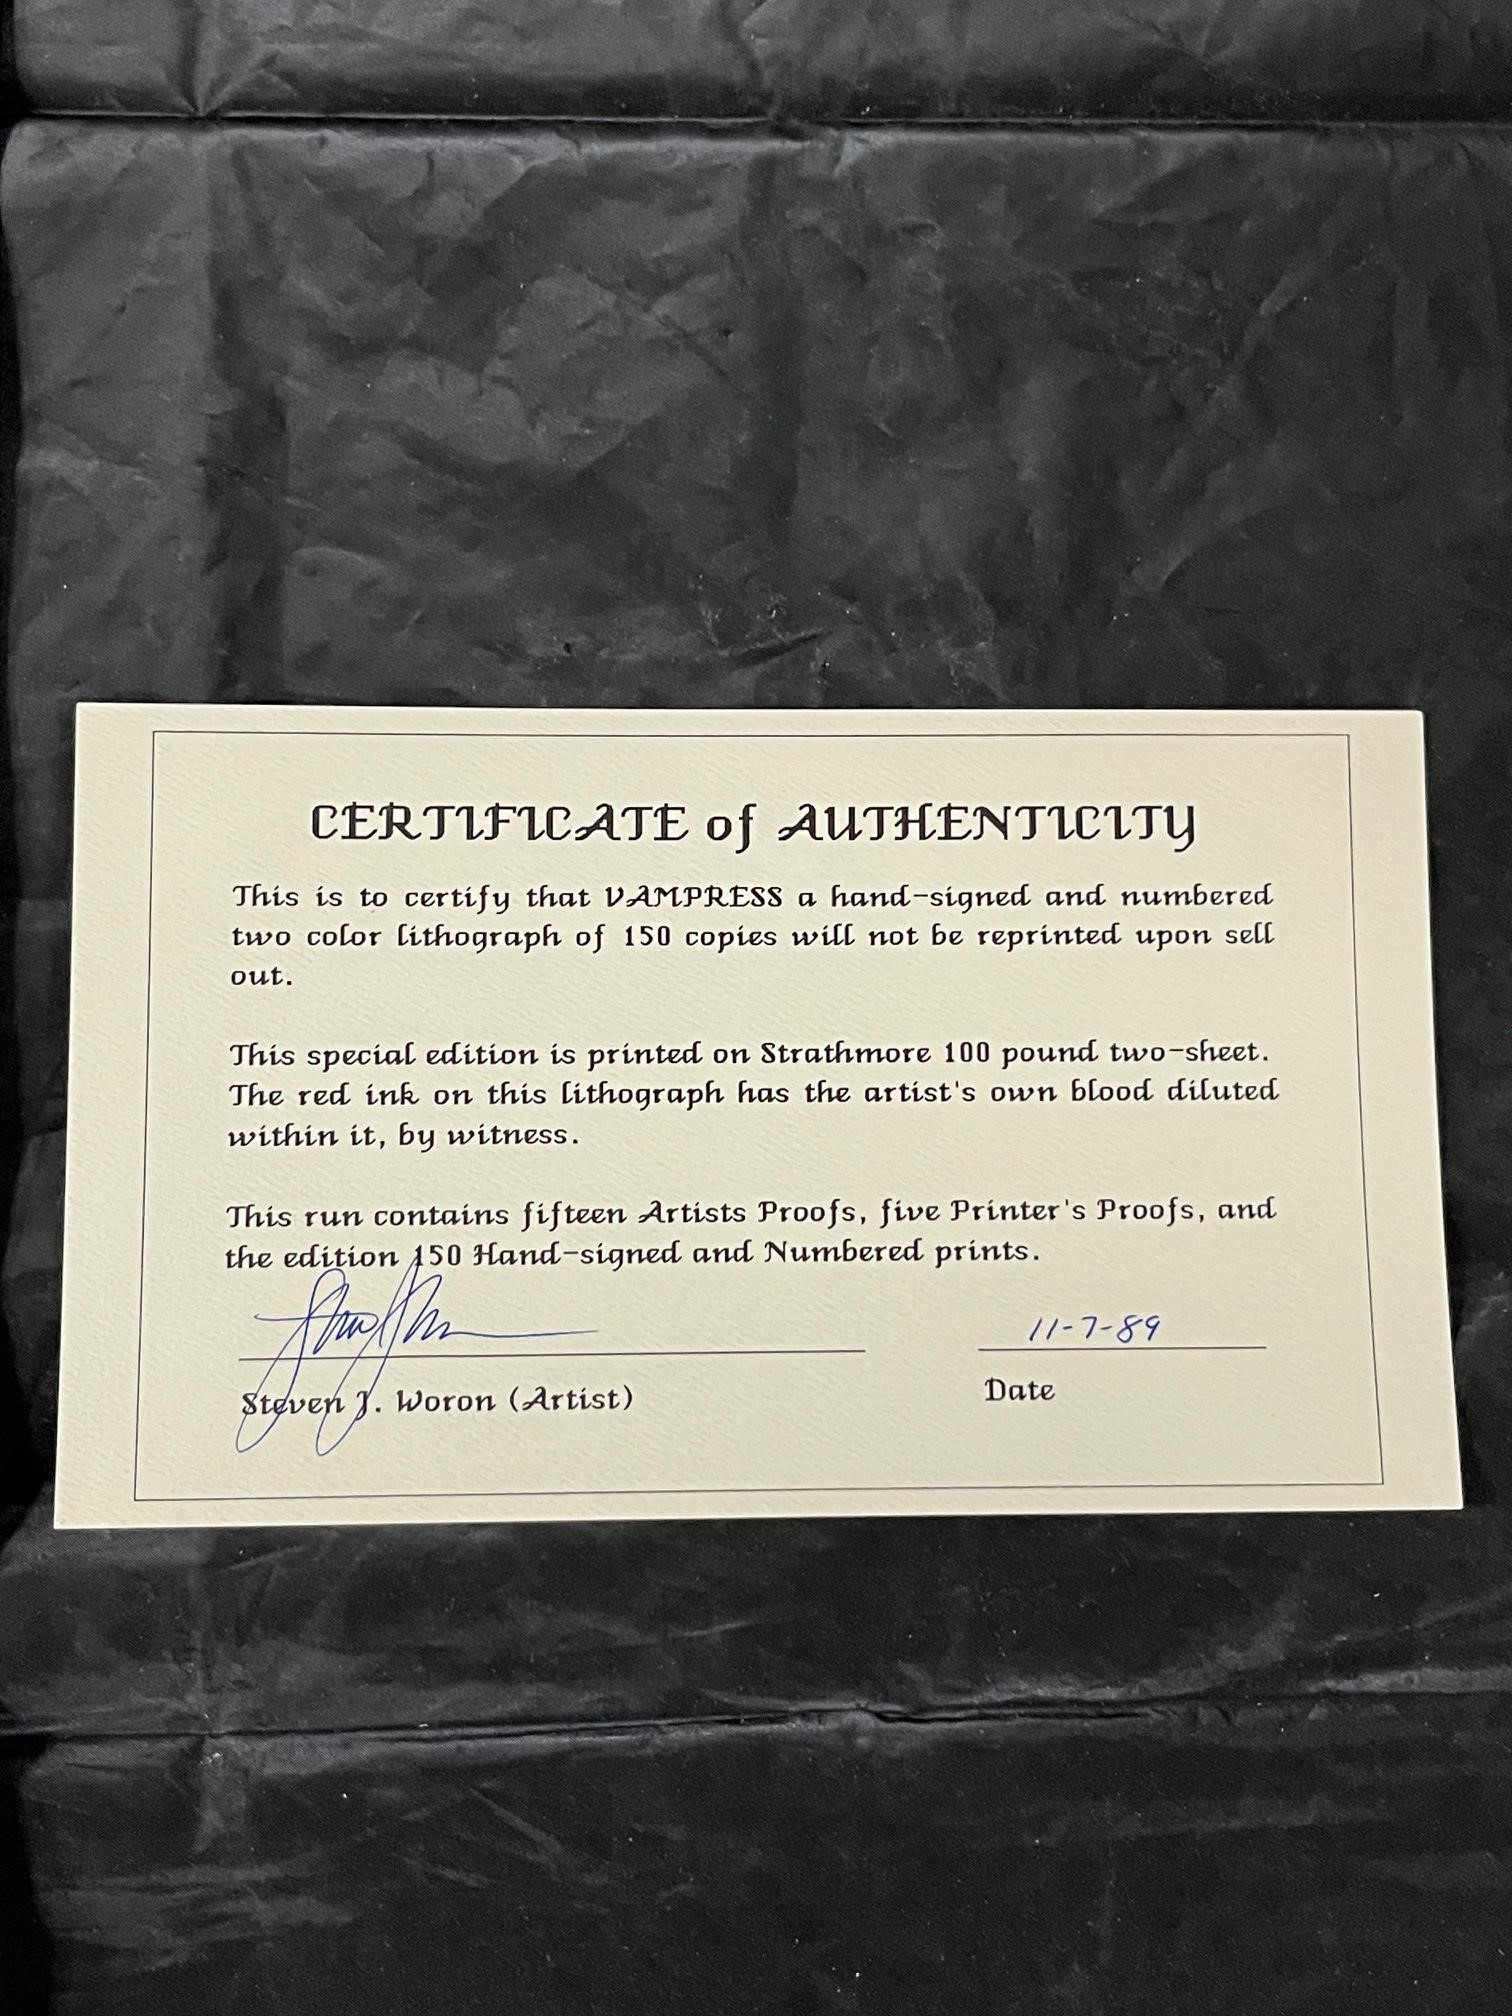 CERTIFICATE of AUTHENTICITY
This is to certify that VAMPRESS a hand-signed and numbered
two color lithograph of 150 copies will not be reprinted upon sell
out.
This special edition is printed on Strathmore 100 pound two-sheet.
The red ink on this lithograph has the artist's own blood diluted
within it, by witness.
This run contains fifteen Artists Proofs, five Printer's Proofs, and
the edition 150 Hand-signed and Numbered prints.
11-7-89
Steven J. Woron (Artist)
Date